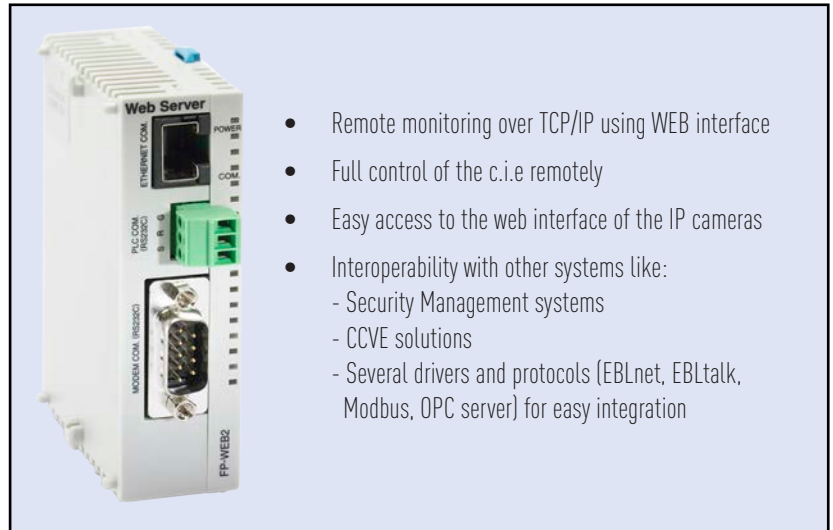 Web Server
ETHERNET COM.
POWER
COM.
PLC COM.
(RS232C)
S R G
MODEM COM. (RS232C)
FP-WEB2
• Remote monitoring over TCP/IP using WEB interface
• Full control of the c.i.e remotely
• Easy access to the web interface of the IP cameras
• Interoperability with other systems like:
- Security Management systems
- CCVE solutions
- Several drivers and protocols (EBLnet, EBLtalk,
Modbus, OPC server) for easy integration